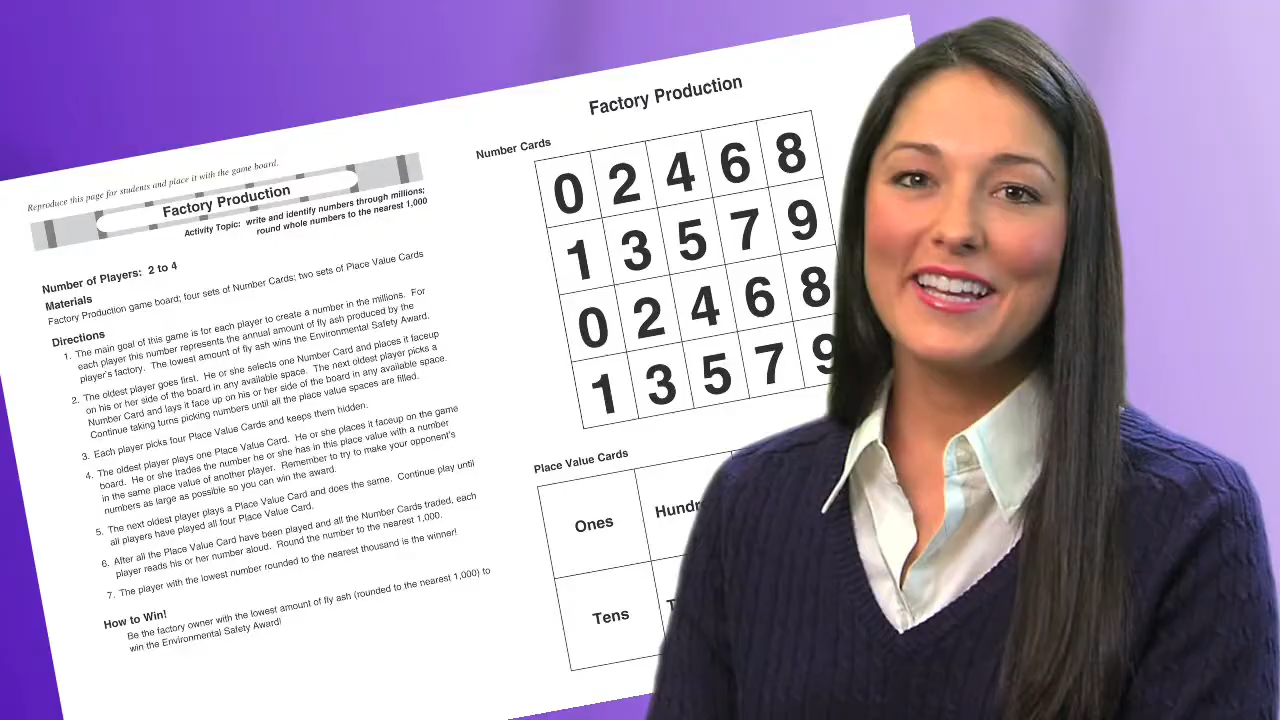 Reproduce this page for students and place it with the game board.
Factory Production
Activity Topic: write and identify numbers through millions;
round whole numbers to the nearest 1,000
Number of Players: 2 to 4
Materials
Factory Production game board; four sets of Number Cards; two sets of Place Value Cards
Directions
1. The main goal of this game is for each player to create a number in the millions. For
each player this number represents the annual amount of fly ash produced by the
player's factory. The lowest amount of fly ash wins the Environmental Safety Award.
2. The oldest player goes first. He or she selects one Number Card and places it faceup
on his or her side of the board in any available space. The next oldest player picks a
Number Card and lays it face up on his or her side of the board in any available space.
Continue taking turns picking numbers until all the place value spaces are filled.
3. Each player picks four Place Value Cards and keeps them hidden.
4. The oldest player plays one Place Value Card. He or she places it faceup on the game
board. He or she trades the number he or she has in this place value with a number
in the same place value of another player. Remember to try to make your opponent's
numbers as large as possible so you can win the award.
5. The next oldest player plays a Place Value Card and does the same. Continue play until
all players have played all four Place Value Card.
6. After all the Place Value Card have been played and all the Number Cards traded, each
player reads his or her number aloud. Round the number to the nearest 1,000.
7. The player with the lowest number rounded to the nearest thousand is the winner!
How to Win!
Be the factory owner with the lowest amount of fly ash (rounded to the nearest 1,000) to
win the Environmental Safety Award!
Factory Production
Number Cards
0 2 4 6 8
1 3 5 7 9
0 2 4 6 8
1 3 5 7 9
Place Value Cards
Ones Hundr
Tens T